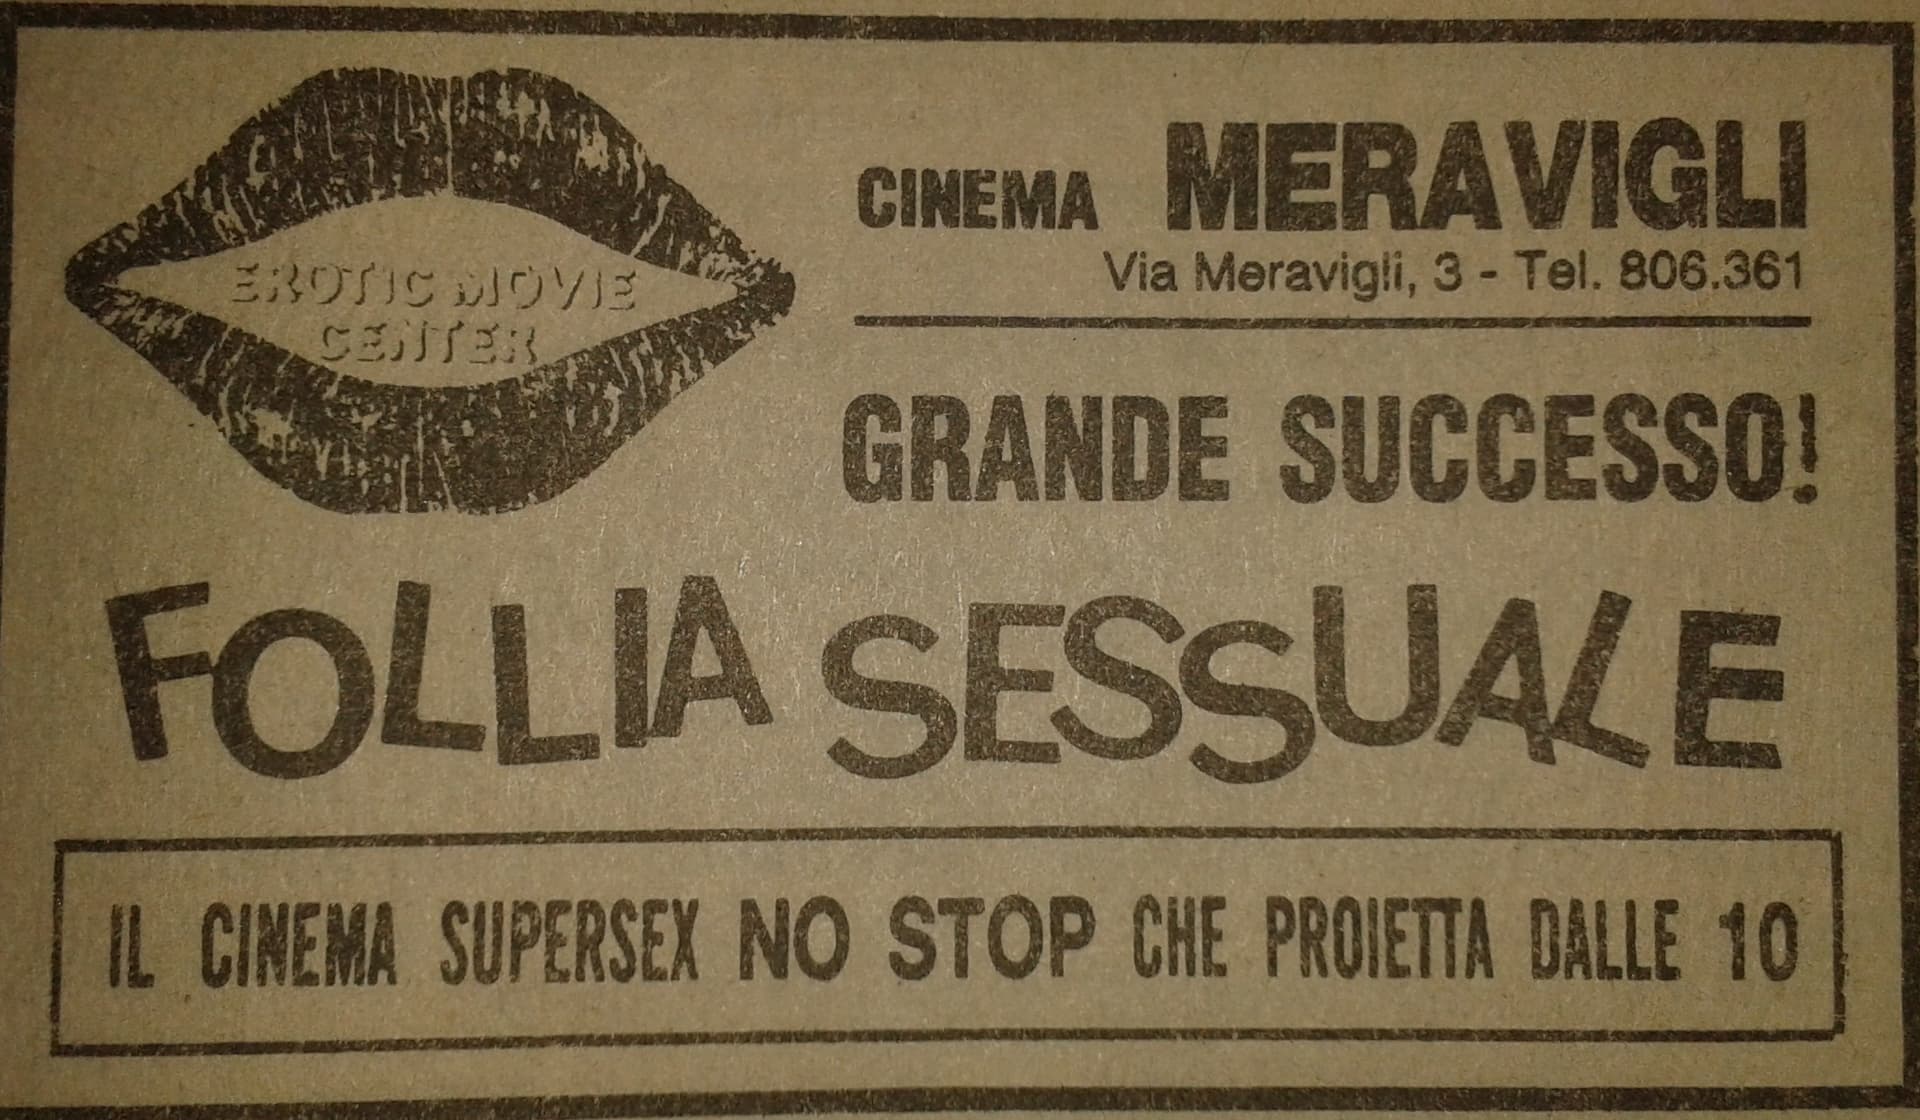 EROTIC MOVIE
CENTER
CINEMA MERAVIGLI
Via Meravigli, 3 - Tel. 806.361
GRANDE SUCCESSO!
FOLLIA SESSUALE
IL CINEMA SUPERSEX NO STOP CHE PROIETTA DALLE 10